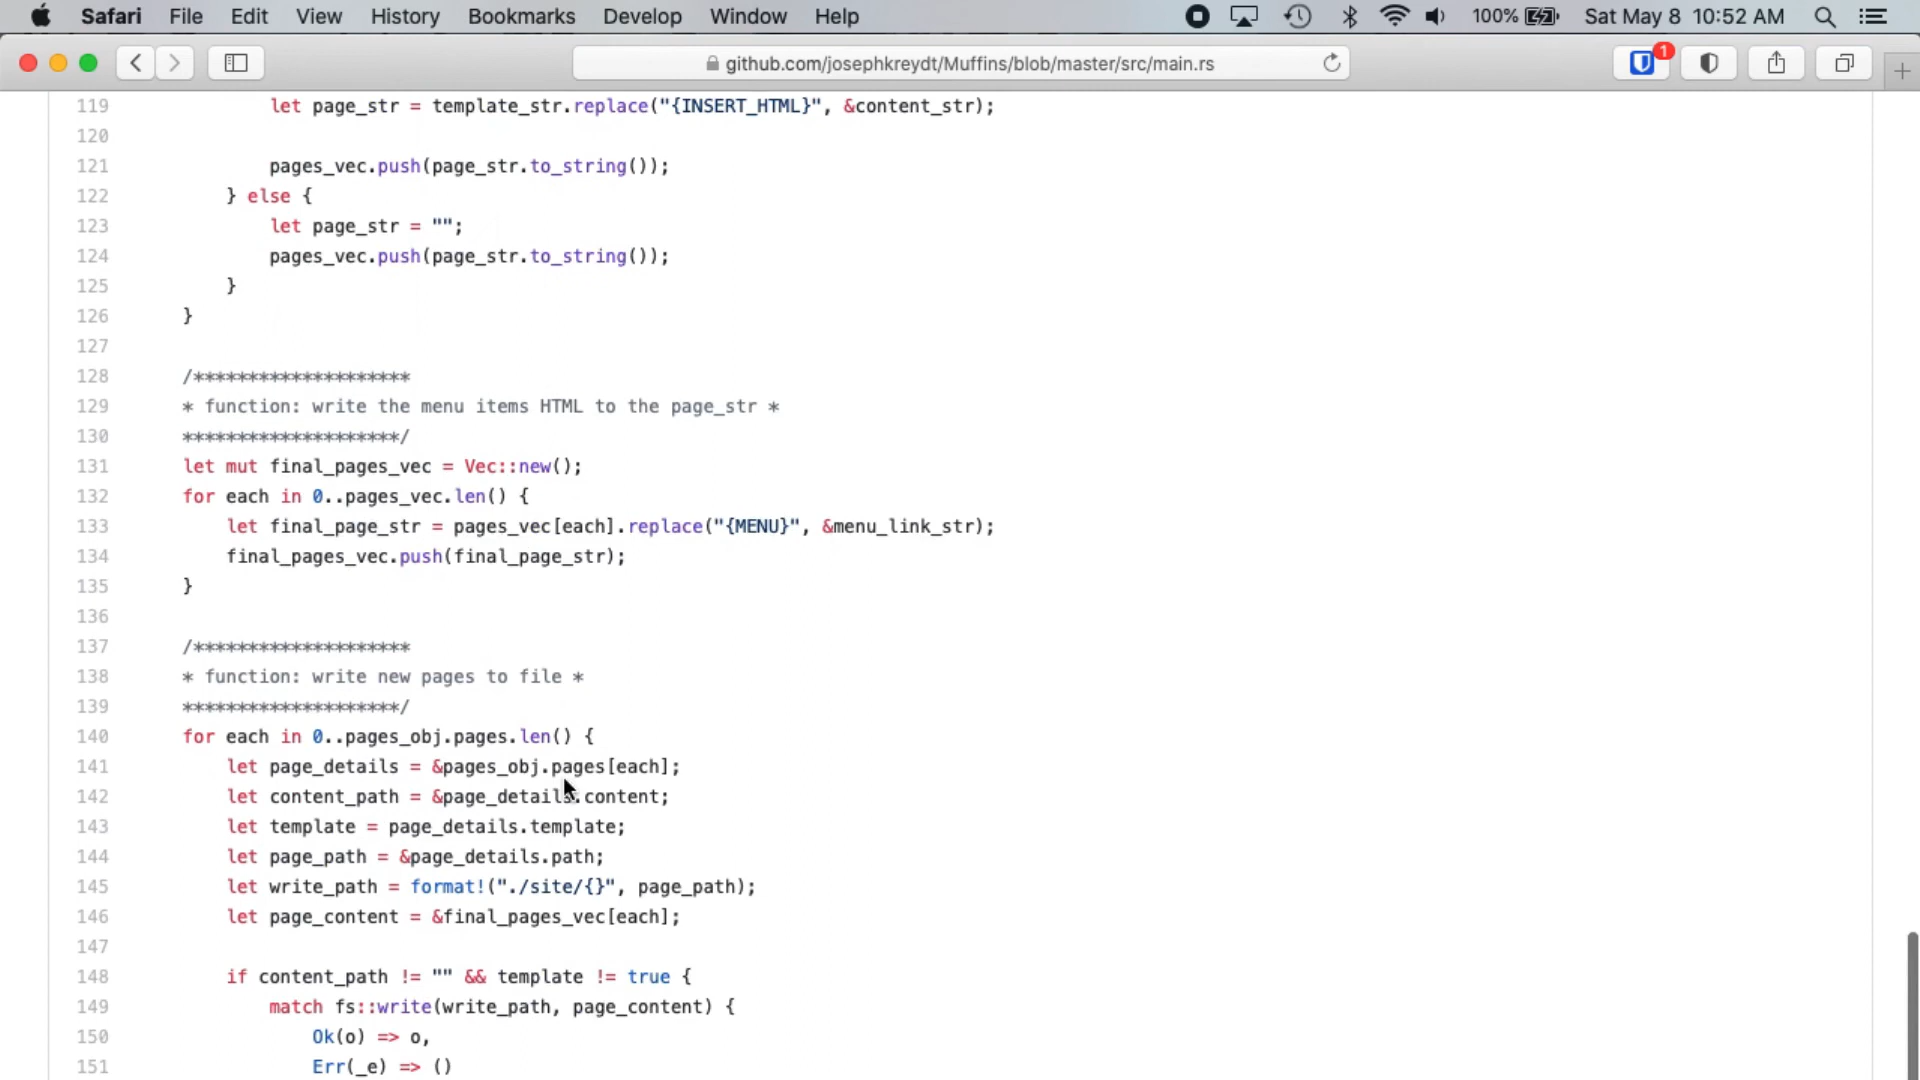 Safari File Edit View History Bookmarks Develop Window Help 100% Sat May 8 10:52 AM
github.com/josephkreydt/Muffins/blob/master/src/main.rs 1
119 let page_str = template_str.replace("{INSERT_HTML}", &content_str);
120
121 pages_vec.push(page_str.to_string());
122 } else {
123 let page_str = "";
124 pages_vec.push(page_str.to_string());
125 }
126 }
127
128 /********************
129 * function: write the menu items HTML to the page_str *
130 ********************/
131 let mut final_pages_vec = Vec::new();
132 for each in 0..pages_vec.len() {
133 let final_page_str = pages_vec[each].replace("{MENU}", &menu_link_str);
134 final_pages_vec.push(final_page_str);
135 }
136
137 /********************
138 * function: write new pages to file *
139 ********************/
140 for each in 0..pages_obj.pages.len() {
141 let page_details = &pages_obj.pages[each];
142 let content_path = &page_details.content;
143 let template = page_details.template;
144 let page_path = &page_details.path;
145 let write_path = format!("./site/{}", page_path);
146 let page_content = &final_pages_vec[each];
147
148 if content_path != "" && template != true {
149 match fs::write(write_path, page_content) {
150 Ok(o) => o,
151 Err(_e) => ()